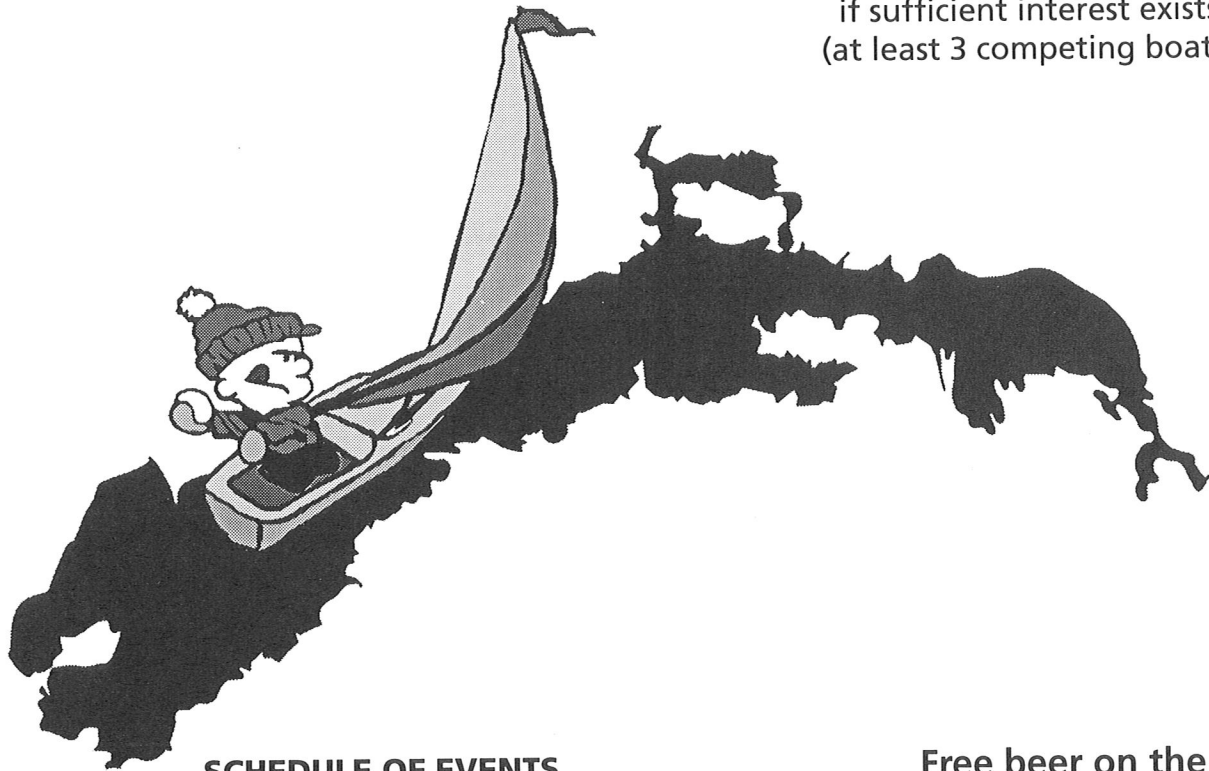 if sufficient interest exists
(at least 3 competing boat
SCHEDULE OF EVENTS
Free beer on the